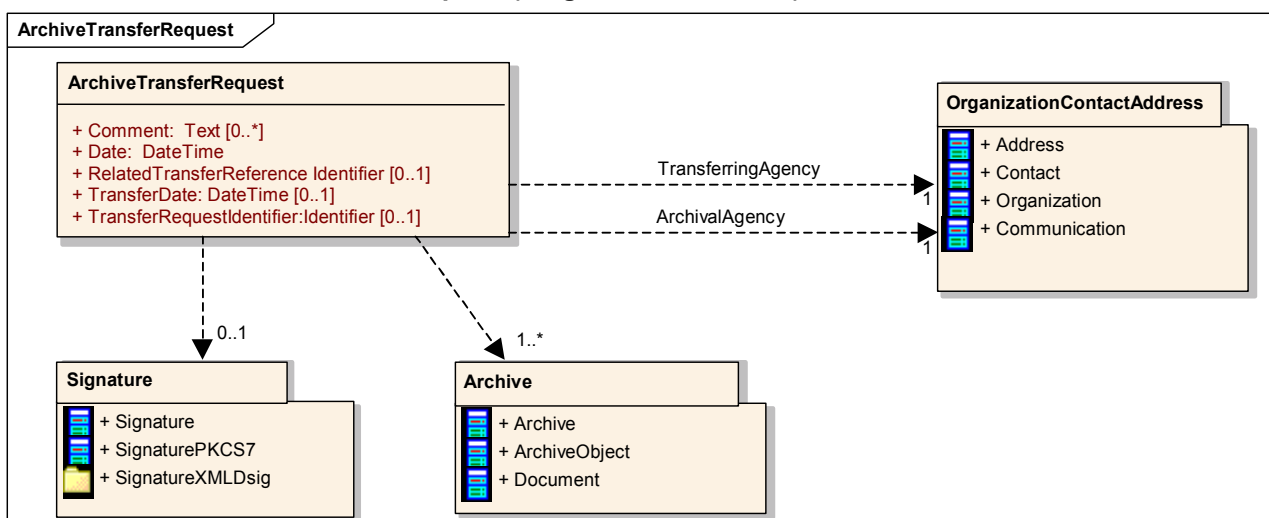 ArchiveTransferRequest
ArchiveTransferRequest
+ Comment: Text [0..*]
+ Date: DateTime
+ RelatedTransferReference Identifier [0..1]
+ TransferDate: DateTime [0..1]
+ TransferRequestIdentifier:Identifier [0..1]
TransferringAgency
1
ArchivalAgency
1
OrganizationContactAddress
+ Address
+ Contact
+ Organization
+ Communication
0..1
1..*
Signature
+ Signature
+ SignaturePKCS7
+ SignatureXMLDsig
Archive
+ Archive
+ ArchiveObject
+ Document